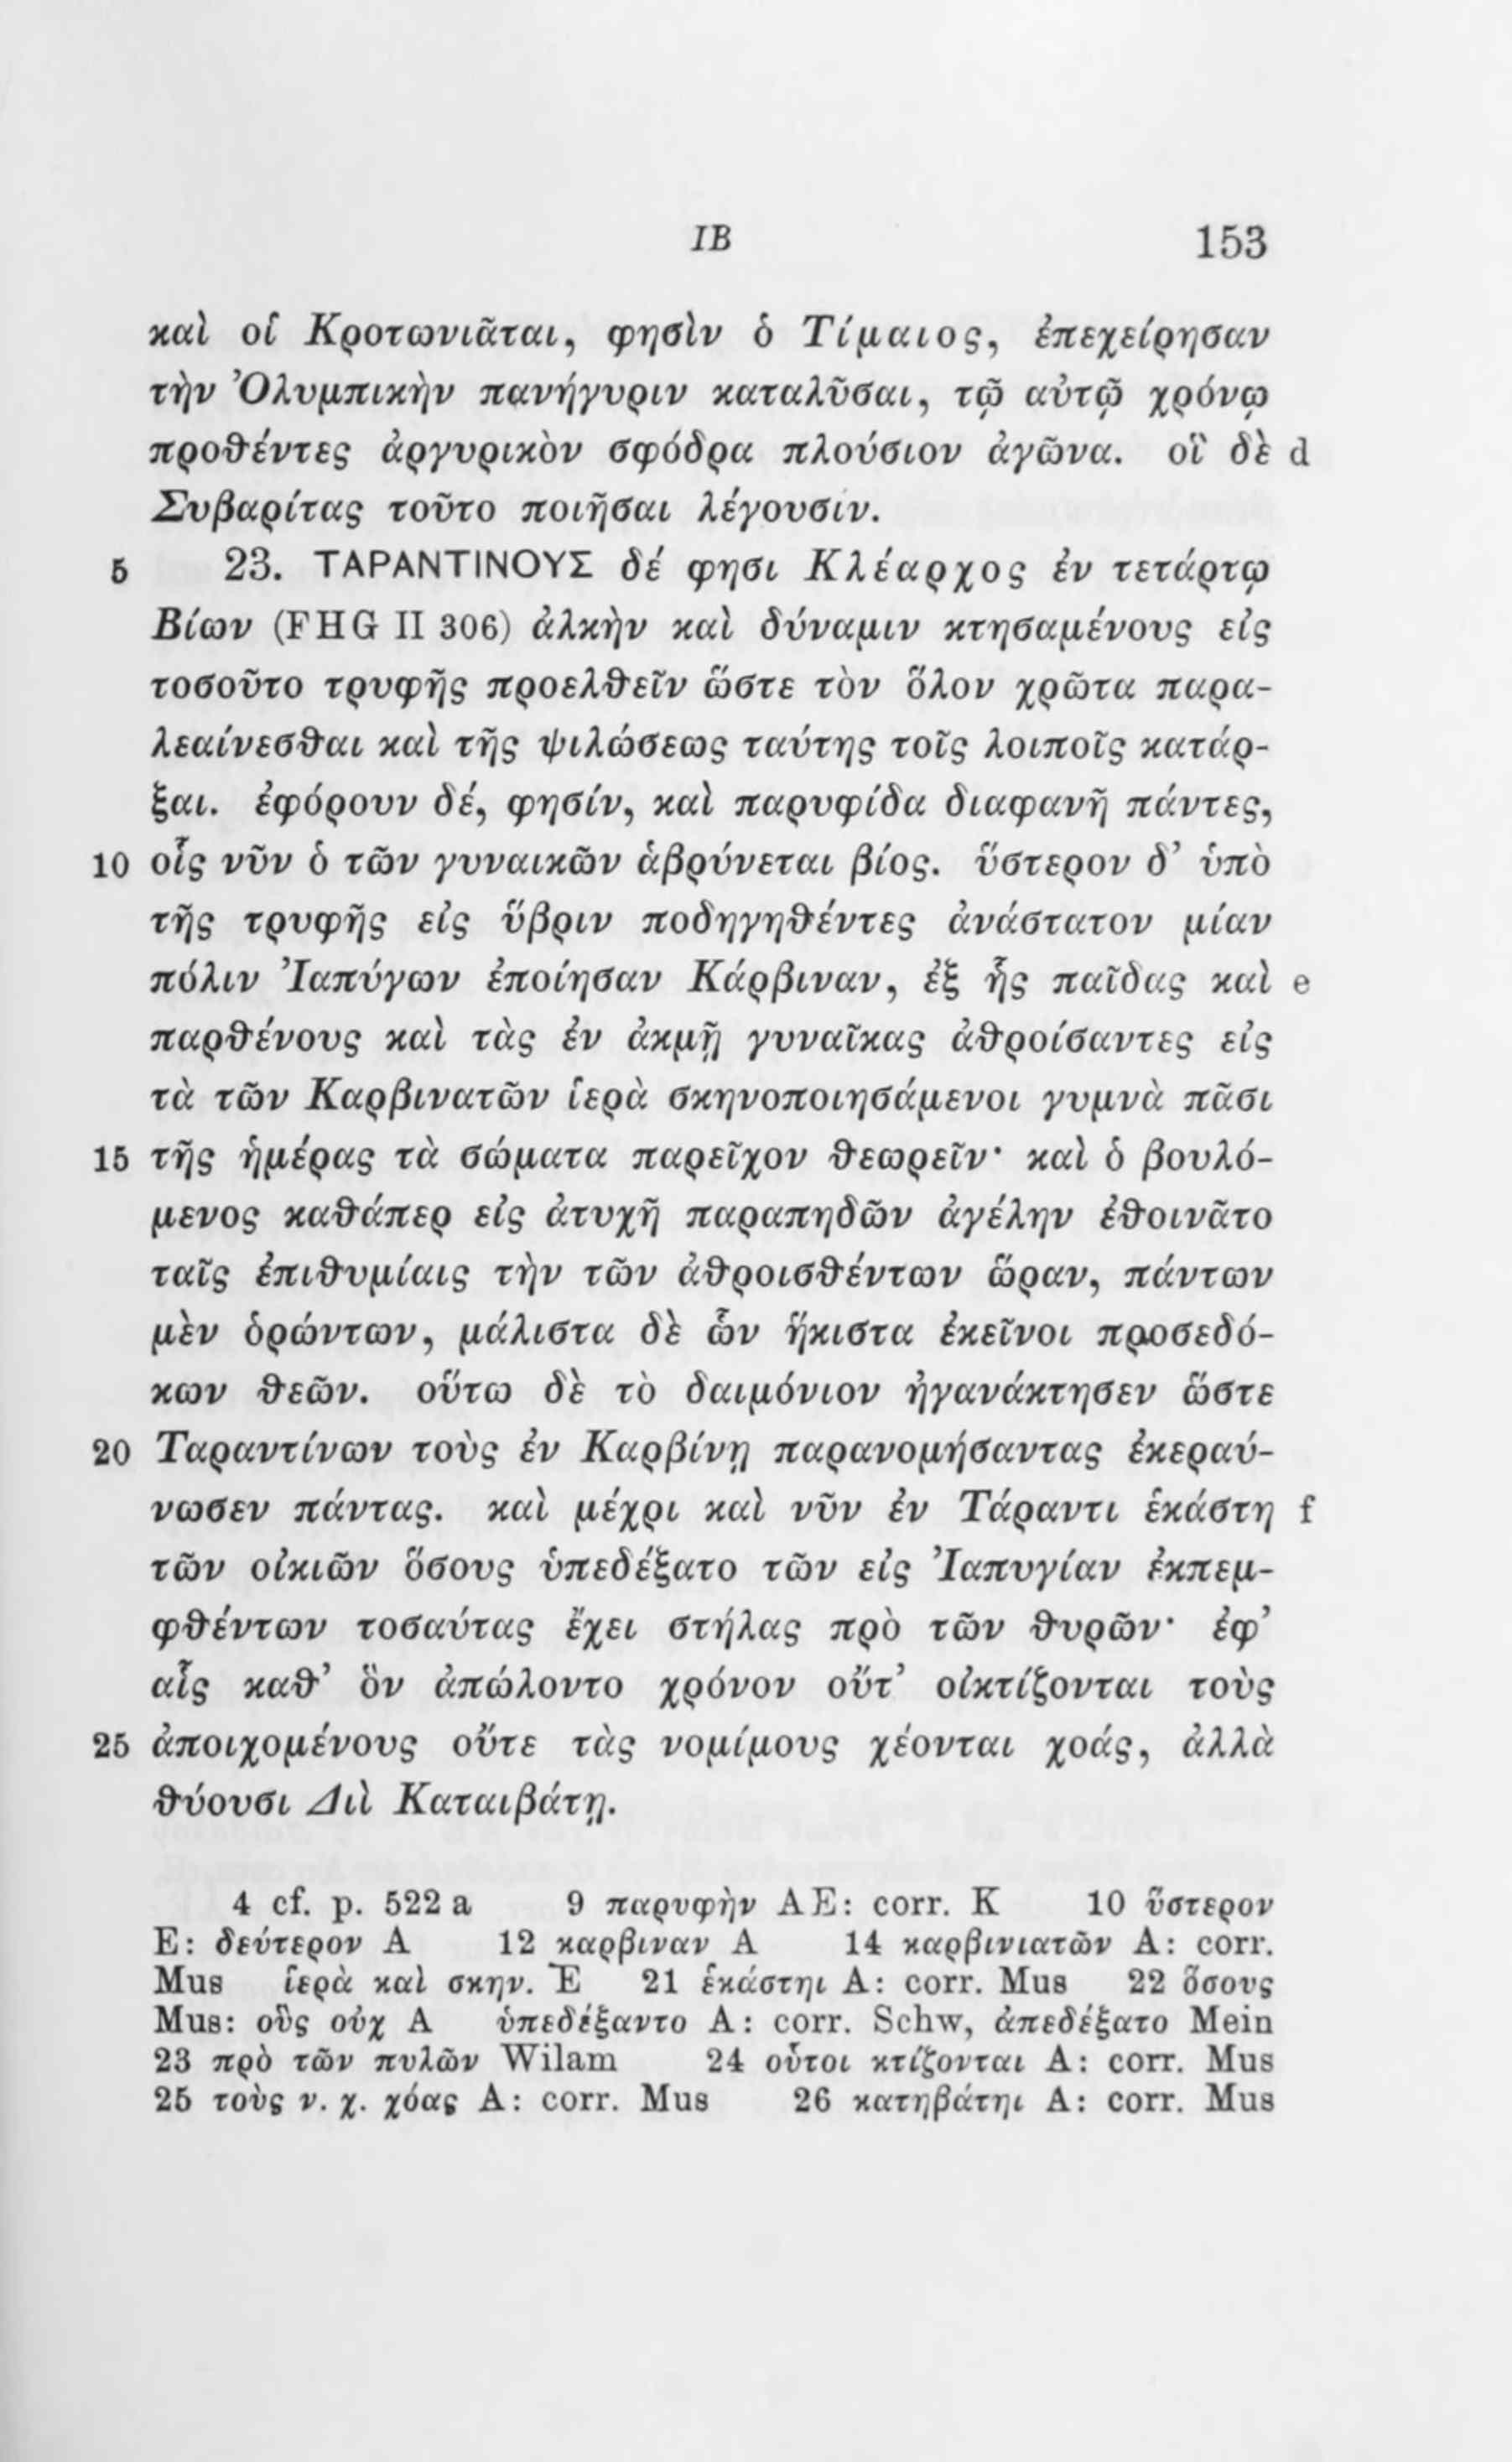 IB 153
καὶ οἱ Κροτωνιᾶται, φησὶν ὁ Τίμαιος, ἐπεχείρησαν
τὴν Ὀλυμπικὴν πανήγυριν καταλῦσαι, τῷ αὐτῷ χρόνῳ
προθέντες ἀργυρικὸν σφόδρα πλούσιον ἀγῶνα. οἳ δὲ d
Συβαρίτας τοῦτο ποιῆσαι λέγουσιν.
5 23. ΤΑΡΑΝΤΙΝΟΥΣ δέ φησι Κλέαρχος ἐν τετάρτῳ
Βίων (FHG II 306) ἀλκὴν καὶ δύναμιν κτησαμένους εἰς
τοσοῦτο τρυφῆς προελθεῖν ὥστε τὸν ὅλον χρῶτα παρα-
λεαίνεσθαι καὶ τῆς ψιλώσεως ταύτης τοῖς λοιποῖς κατάρ-
ξαι. ἐφόρουν δέ, φησίν, καὶ παρυφίδα διαφανῆ πάντες,
10 οἷς νῦν ὁ τῶν γυναικῶν ἁβρύνεται βίος. ὕστερον δ’ ὑπὸ
τῆς τρυφῆς εἰς ὕβριν ποδηγηθέντες ἀνάστατον μίαν
πόλιν Ἰαπύγων ἐποίησαν Κάρβιναν, ἐξ ἧς παῖδας καὶ e
παρθένους καὶ τὰς ἐν ἀκμῇ γυναῖκας ἀθροίσαντες εἰς
τὰ τῶν Καρβινατῶν ἱερὰ σκηνοποιησάμενοι γυμνὰ πᾶσι
15 τῆς ἡμέρας τὰ σώματα παρεῖχον θεωρεῖν· καὶ ὁ βουλό-
μενος καθάπερ εἰς ἀτυχῆ παραπηδῶν ἀγέλην ἐθοινᾶτο
ταῖς ἐπιθυμίαις τὴν τῶν ἀθροισθέντων ὥραν, πάντων
μὲν ὁρώντων, μάλιστα δὲ ὧν ἥκιστα ἐκεῖνοι προσεδό-
κων θεῶν. οὕτω δὲ τὸ δαιμόνιον ἠγανάκτησεν ὥστε
20 Ταραντίνων τοὺς ἐν Καρβίνῃ παρανομήσαντας ἐκεραύ-
νωσεν πάντας. καὶ μέχρι καὶ νῦν ἐν Τάραντι ἑκάστη f
τῶν οἰκιῶν ὅσους ὑπεδέξατο τῶν εἰς Ἰαπυγίαν ἐκπεμ-
φθέντων τοσαύτας ἔχει στήλας πρὸ τῶν θυρῶν· ἐφ’
αἷς καθ’ ὃν ἀπώλοντο χρόνον οὔτ’ οἰκτίζονται τοὺς
25 ἀποιχομένους οὔτε τὰς νομίμους χέονται χοάς, ἀλλὰ
θύουσι Διὶ Καταιβάτῃ.
4 cf. p. 522 a 9 παρυφὴν AE: corr. K 10 ὕστερον
E: δεύτερον A 12 καρβιναν A 14 καρβινιατῶν A: corr.
Mus ἱερὰ καὶ σκην. E 21 ἑκάστηι A: corr. Mus 22 ὅσους
Mus: οὓς οὐχ A ὑπεδέξαντο A: corr. Schw, ἀπεδέξατο Mein
23 πρὸ τῶν πυλῶν Wilam 24 οὗτοι κτίζονται A: corr. Mus
25 τοὺς ν. χ. χόας A: corr. Mus 26 κατηβάτηι A: corr. Mus